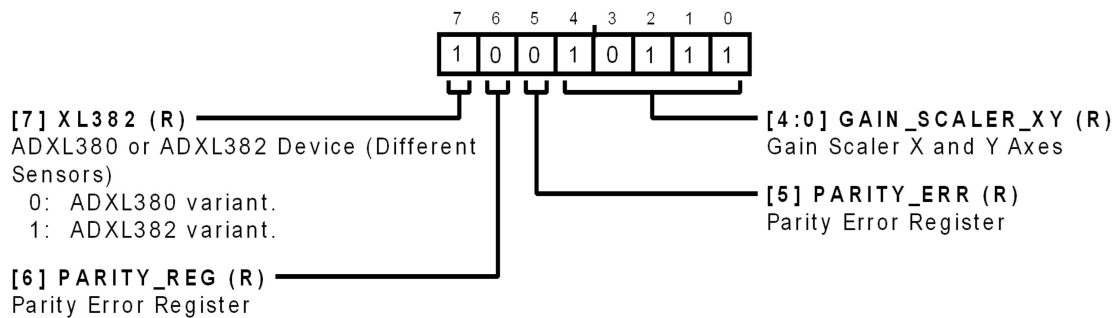 7 6 5 4 3 2 1 0
1 0 0 1 0 1 1 1
[7] XL382 (R)
ADXL380 or ADXL382 Device (Different
Sensors)
0: ADXL380 variant.
1: ADXL382 variant.
[6] PARITY_REG (R)
Parity Error Register
[4:0] GAIN_SCALER_XY (R)
Gain Scaler X and Y Axes
[5] PARITY_ERR (R)
Parity Error Register